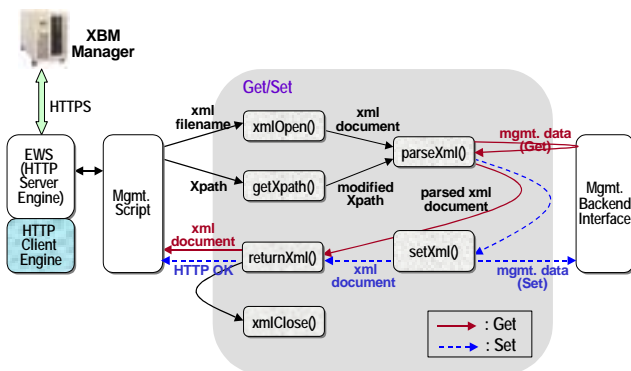 XBM
Manager
HTTPS
Get/Set
xml
filename
xmlOpen()
xml
document
parseXml()
mgmt. data
(Get)
EWS
(HTTP
Server
Engine)
HTTP
Client
Engine
Mgmt.
Script
Xpath
getXpath()
modified
Xpath
parsed xml
document
Mgmt.
Backend
Interface
xml
document
HTTP OK
returnXml()
xml
document
setXml()
mgmt. data
(Set)
xmlClose()
: Get
: Set